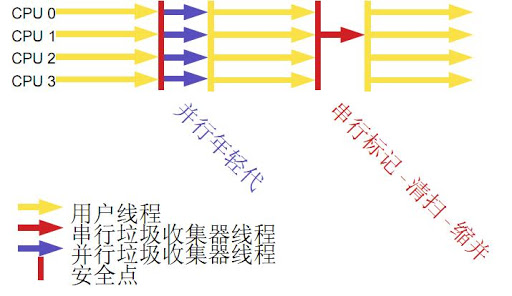 CPU 0
CPU 1
CPU 2
CPU 3
并行年轻代
串行标记-清扫-缩并
用户线程
串行垃圾收集器线程
并行垃圾收集器线程
安全点